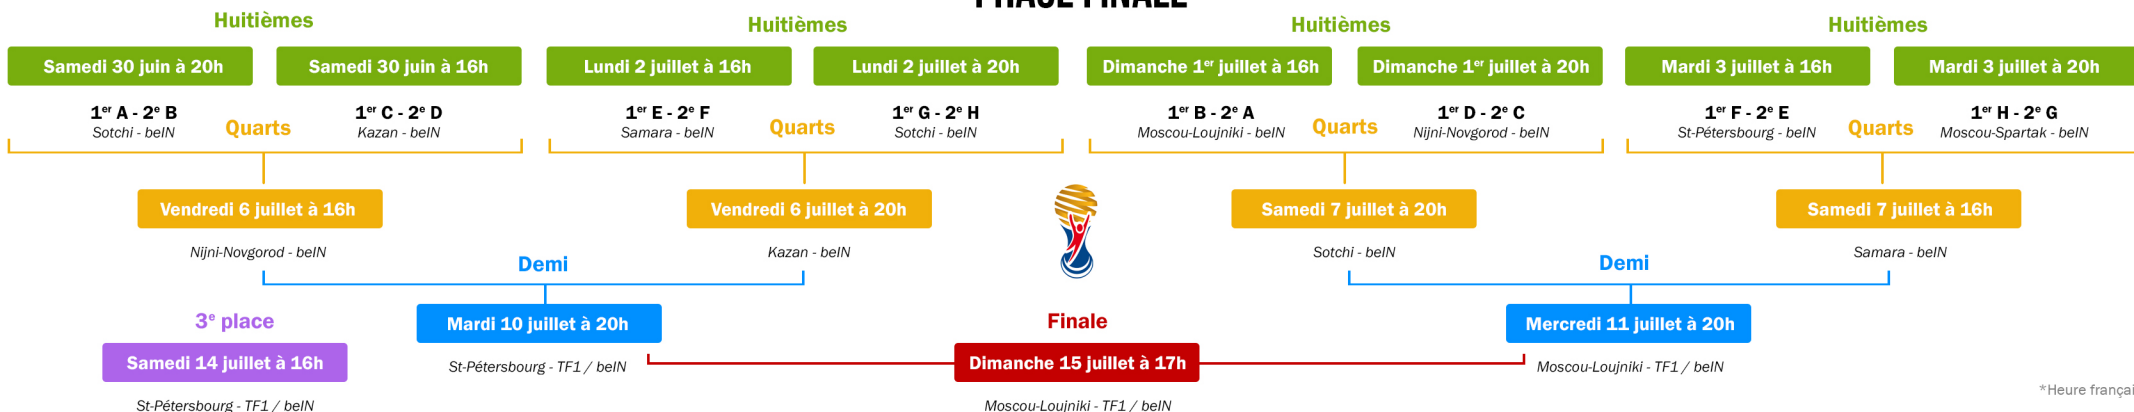 PHASE FINALE
Huitièmes
Huitièmes
Huitièmes
Huitièmes
Samedi 30 juin à 20h
Samedi 30 juin à 16h
Lundi 2 juillet à 16h
Lundi 2 juillet à 20h
Dimanche 1er juillet à 16h
Dimanche 1er juillet à 20h
Mardi 3 juillet à 16h
Mardi 3 juillet à 20h
1er A - 2e B
Sotchi - beIN
Quarts
1er C - 2e D
Kazan - beIN
1er E - 2e F
Samara - beIN
Quarts
1er G - 2e H
Sotchi - beIN
1er B - 2e A
Moscou-Loujniki - beIN
Quarts
1er D - 2e C
Nijni-Novgorod - beIN
1er F - 2e E
St-Pétersbourg - beIN
Quarts
1er H - 2e G
Moscou-Spartak - beIN
Vendredi 6 juillet à 16h
Vendredi 6 juillet à 20h
Samedi 7 juillet à 20h
Samedi 7 juillet à 16h
Nijni-Novgorod - beIN
Kazan - beIN
Sotchi - beIN
Samara - beIN
Demi
Demi
3e place
Mardi 10 juillet à 20h
Finale
Mercredi 11 juillet à 20h
Samedi 14 juillet à 16h
St-Pétersbourg - TF1 / beIN
Dimanche 15 juillet à 17h
Moscou-Loujniki - TF1 / beIN
*Heure françai
St-Pétersbourg - TF1 / beIN
Moscou-Loujniki - TF1 / beIN